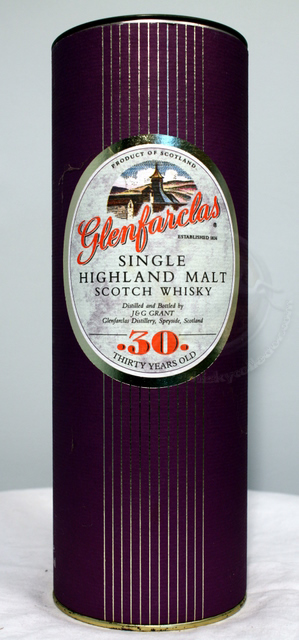 PRODUCT OF SCOTLAND
Glenfarclas
ESTABLISHED 1836
SINGLE
HIGHLAND MALT
SCOTCH WHISKY
Distilled and Bottled by
J&G GRANT
Glenfarclas Distillery, Speyside, Scotland
.30.
THIRTY YEARS OLD